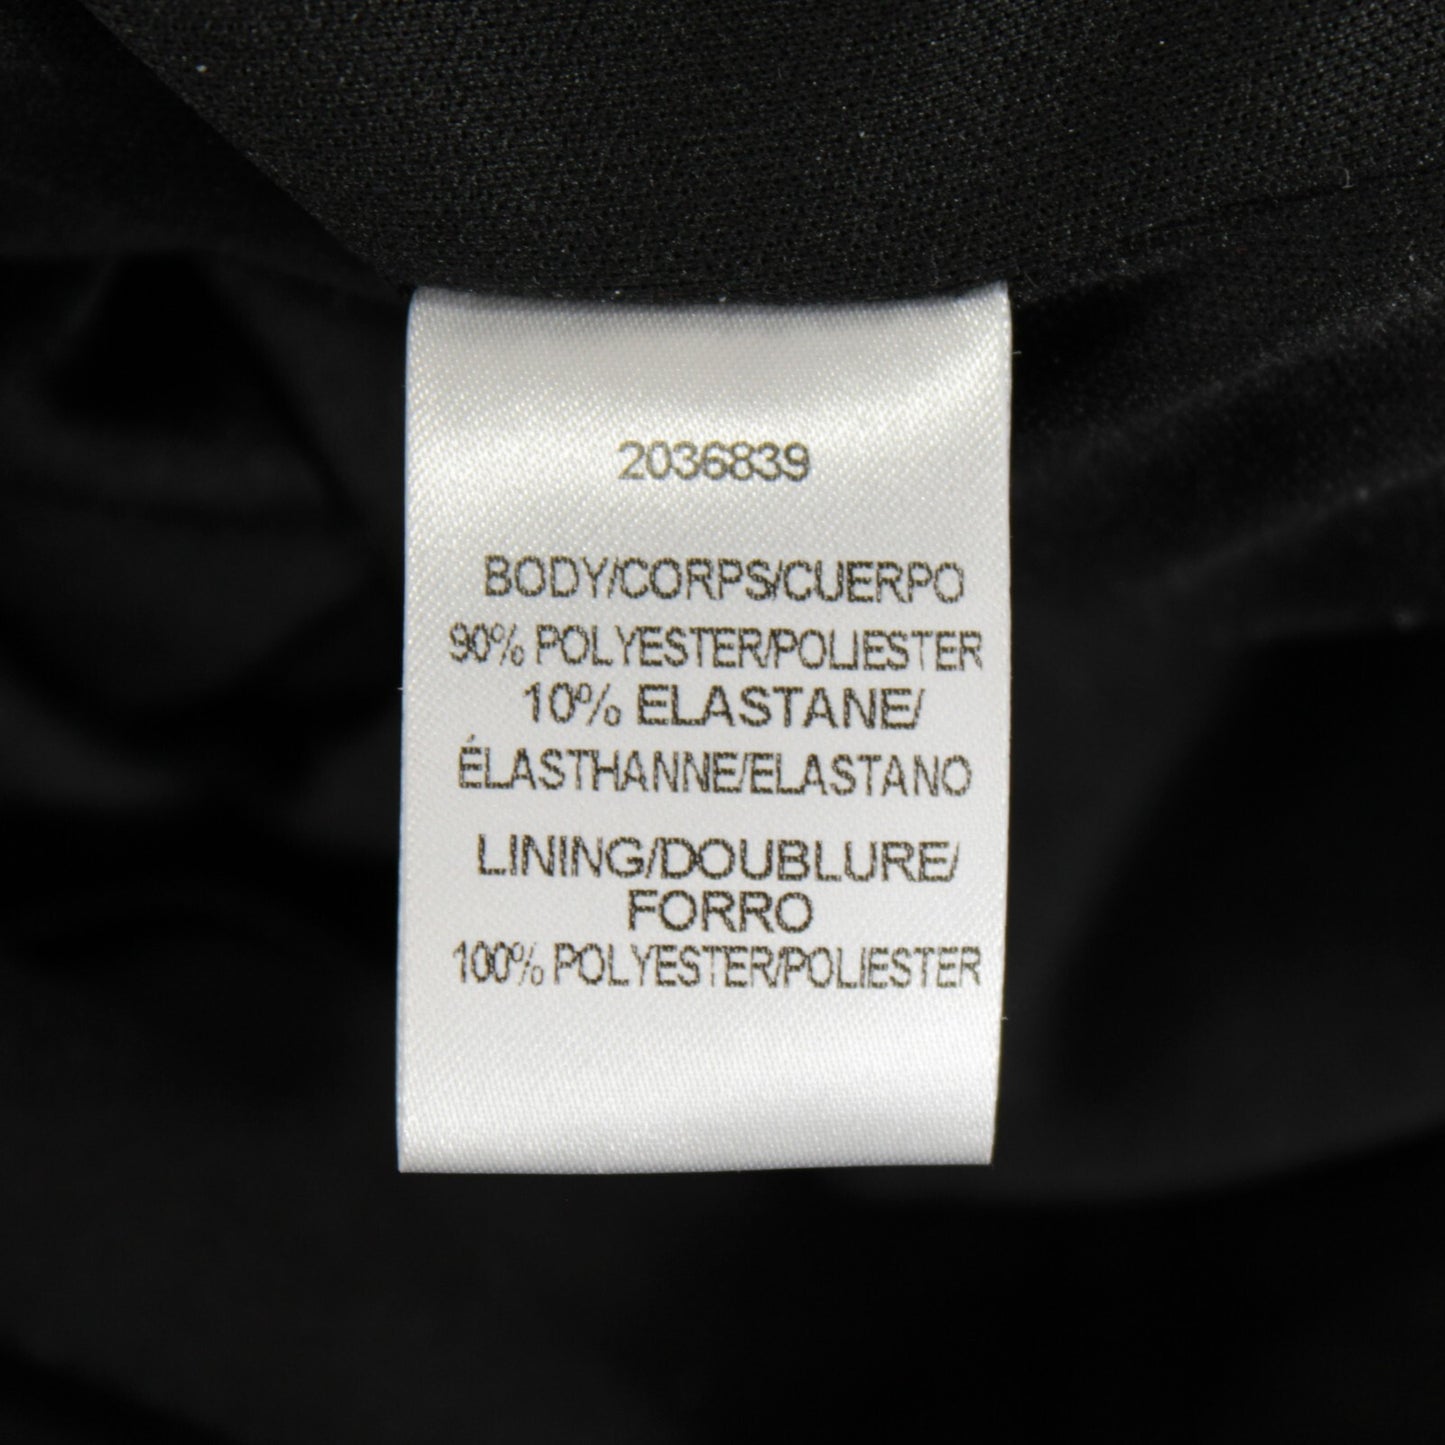 2036839
BODY/CORPS/CUERPO
90% POLYESTER/POLIESTER
10% ELASTANE/
ÉLASTHANNE/ELASTANO
LINING/DOUBLURE/
FORRO
100% POLYESTER/POLIESTER